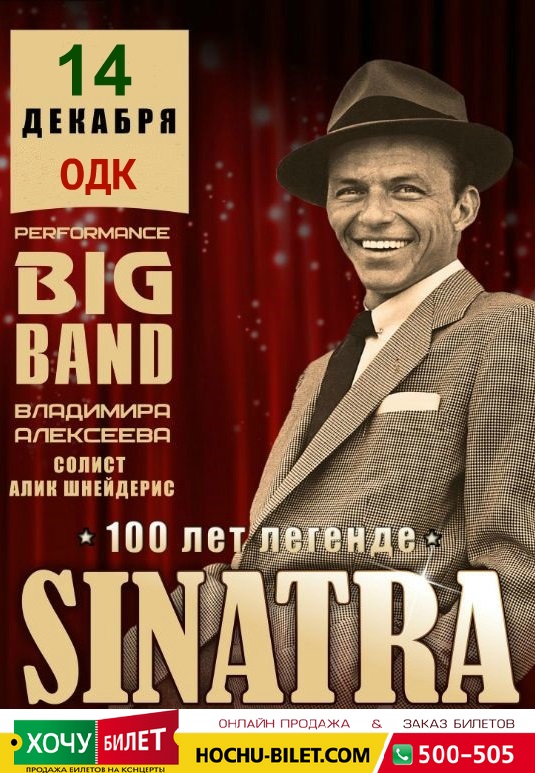 14
ДЕКАБРЯ
ОДК
PERFORMANCE
BIG
BAND
ВЛАДИМИРА
АЛЕКСЕЕВА
СОЛИСТ
АЛИК ШНЕЙДЕРИС
100 лет легенде
SINATRA
ОНЛАЙН ПРОДАЖА & ЗАКАЗ БИЛЕТОВ
ХОЧУ БИЛЕТ
ПРОДАЖА БИЛЕТОВ НА КОНЦЕРТЫ
HOCHU-BILET.COM 500-505